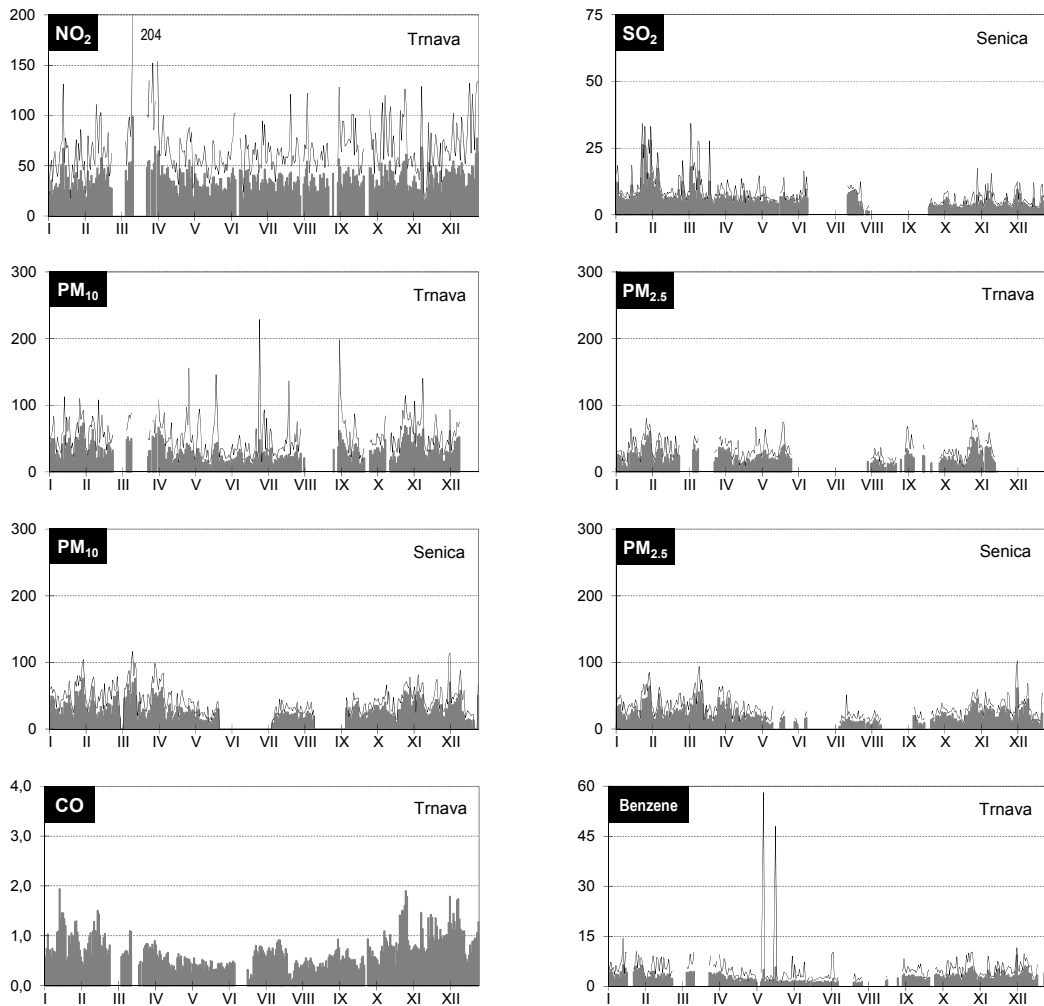 NO2
Trnava
204
200
150
100
50
0
I II III IV V VI VII VIII IX X XI XII
SO2
Senica
75
50
25
0
I II III IV V VI VII VIII IX X XI XII
PM10
Trnava
300
200
100
0
I II III IV V VI VII VIII IX X XI XII
PM2.5
Trnava
300
200
100
0
I II III IV V VI VII VIII IX X XI XII
PM10
Senica
300
200
100
0
I II III IV V VI VII VIII IX X XI XII
PM2.5
Senica
300
200
100
0
I II III IV V VI VII VIII IX X XI XII
CO
Trnava
4,0
3,0
2,0
1,0
0,0
I II III IV V VI VII VIII IX X XI XII
Benzene
Trnava
60
45
30
15
0
I II III IV V VI VII VIII IX X XI XII